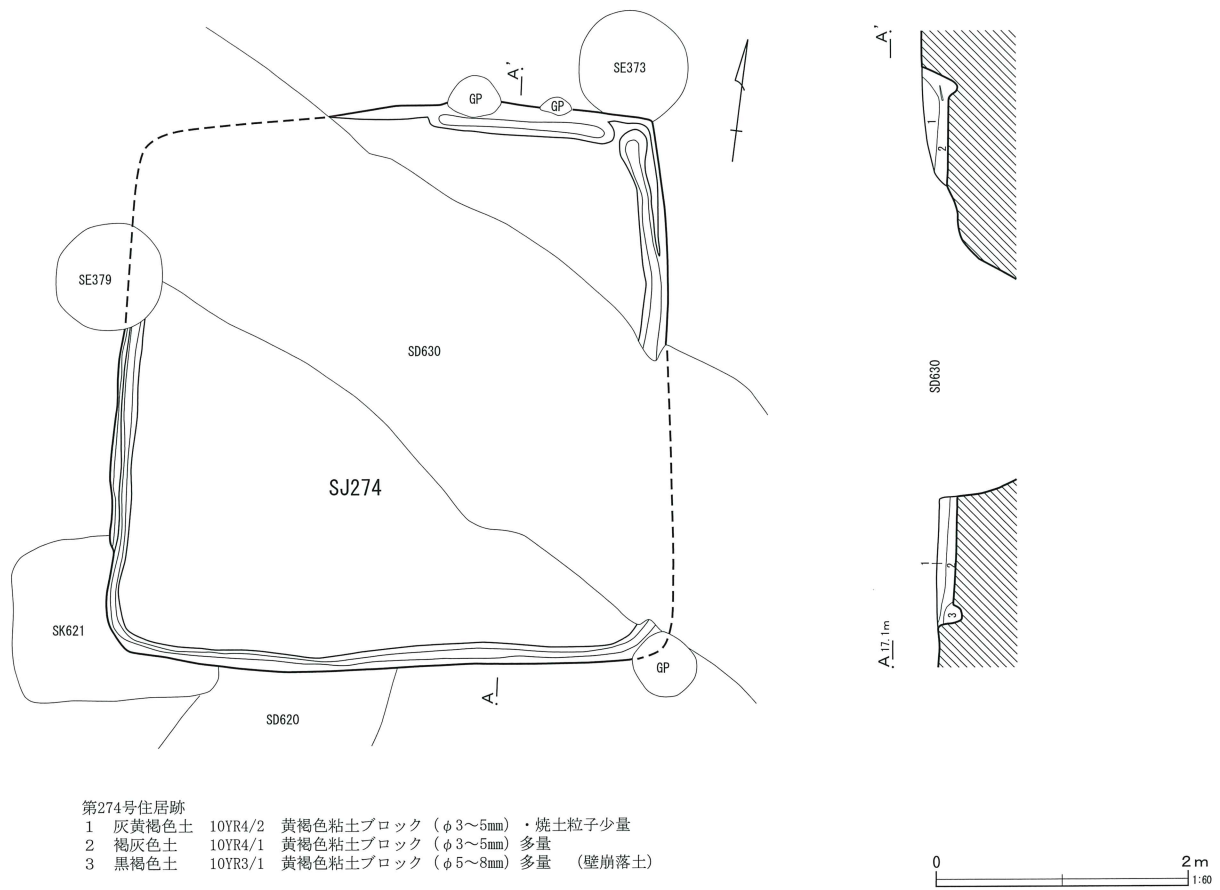 SE373
A'
A'
GP
GP
1
2
SE379
SD630
SD630
SJ274
1
2
3
SK621
GP
A 17.1m
A
SD620
第274号住居跡
1 灰黄褐色土 10YR4/2 黄褐色粘土ブロック(φ3～5mm)・焼土粒子少量
2 褐灰色土 10YR4/1 黄褐色粘土ブロック(φ3～5mm)多量
3 黒褐色土 10YR3/1 黄褐色粘土ブロック(φ5～8mm)多量 (壁崩落土)
0 2m
1:60